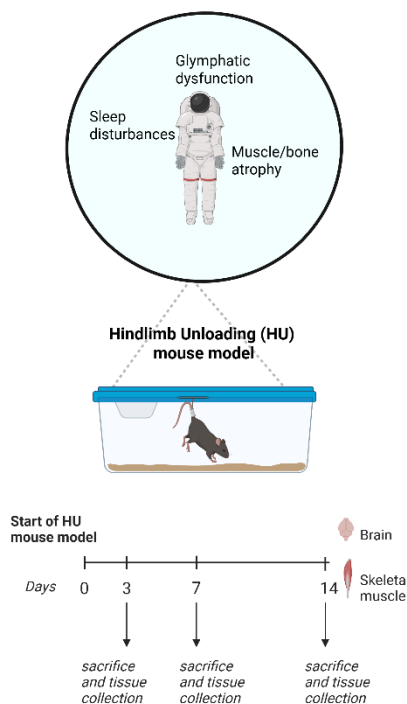 Glymphatic
dysfunction
Sleep
disturbances
Muscle/bone
atrophy
Hindlimb Unloading (HU)
mouse model
Start of HU
mouse model
Brain
Skeleta
muscle
Days
0
3
7
14
sacrifice
and tissue
collection
sacrifice
and tissue
collection
sacrifice
and tissue
collection